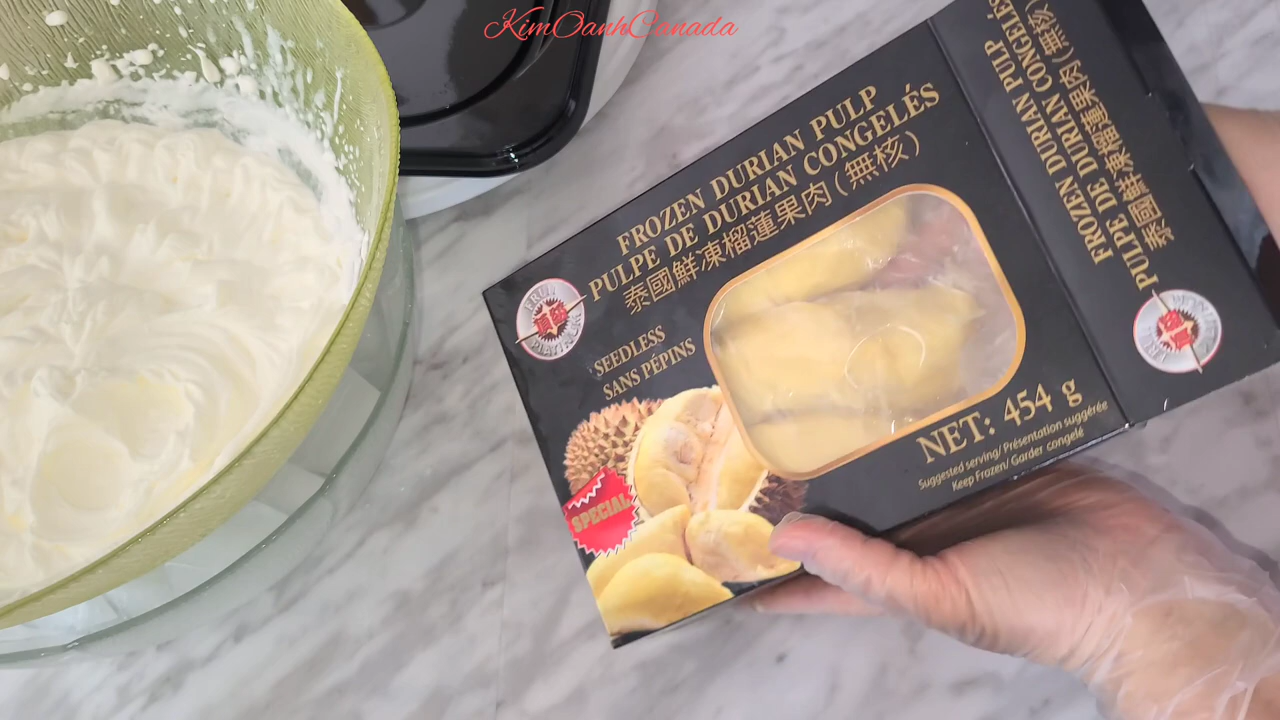 KimOanhCanada
FROZEN DURIAN PULP
PULPE DE DURIAN CONGELÉS
泰國鮮凍榴蓮果肉(無核)
SEEDLESS
SANS PÉPINS
SPECIAL
NET: 454 g
Suggested serving/ Présentation suggérée
Keep Frozen/ Garder congelé
FROZEN DURIAN PULP
PULPE DE DURIAN CONGELÉS
泰國鮮凍榴蓮果肉(無核)